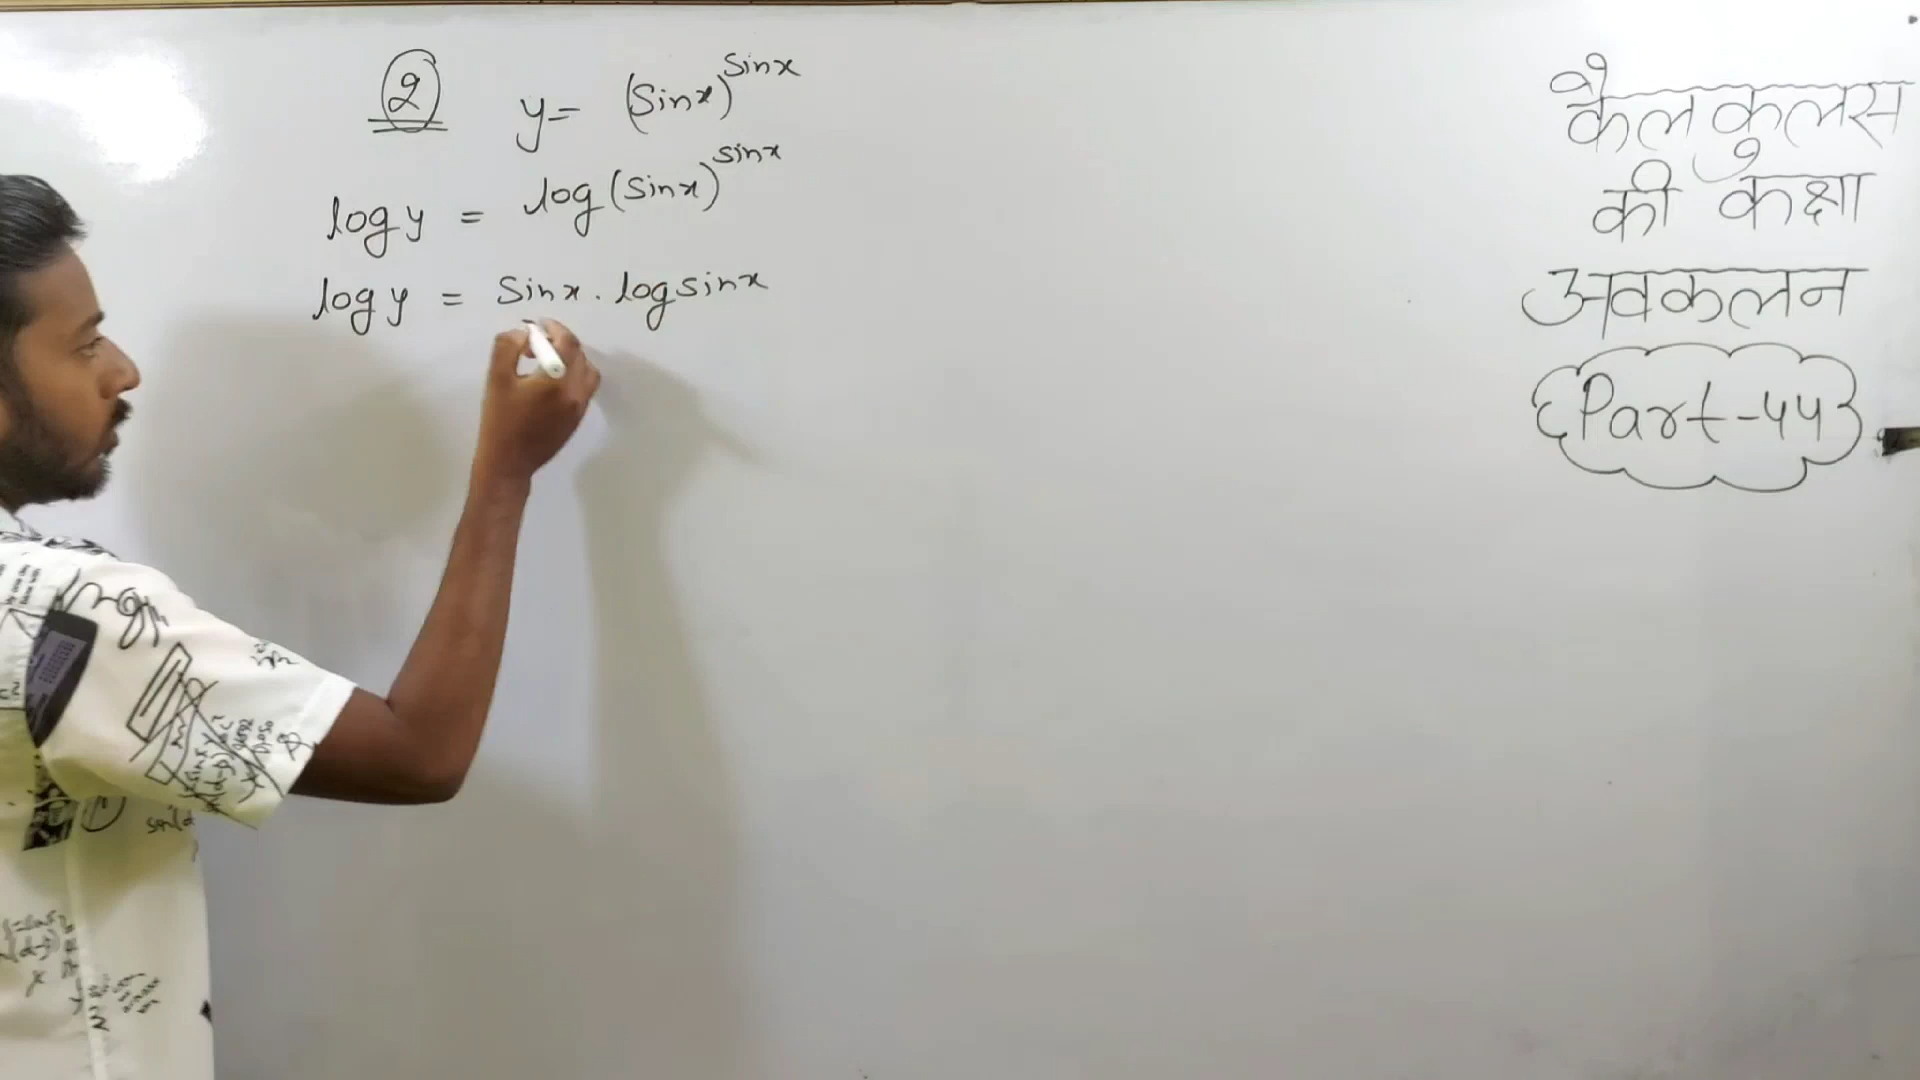 2 y = (sinx)^sinx
log y = log (sinx)^sinx
log y = sinx . log sinx
कैलकुलस
की कक्षा
अवकलन
Part-44